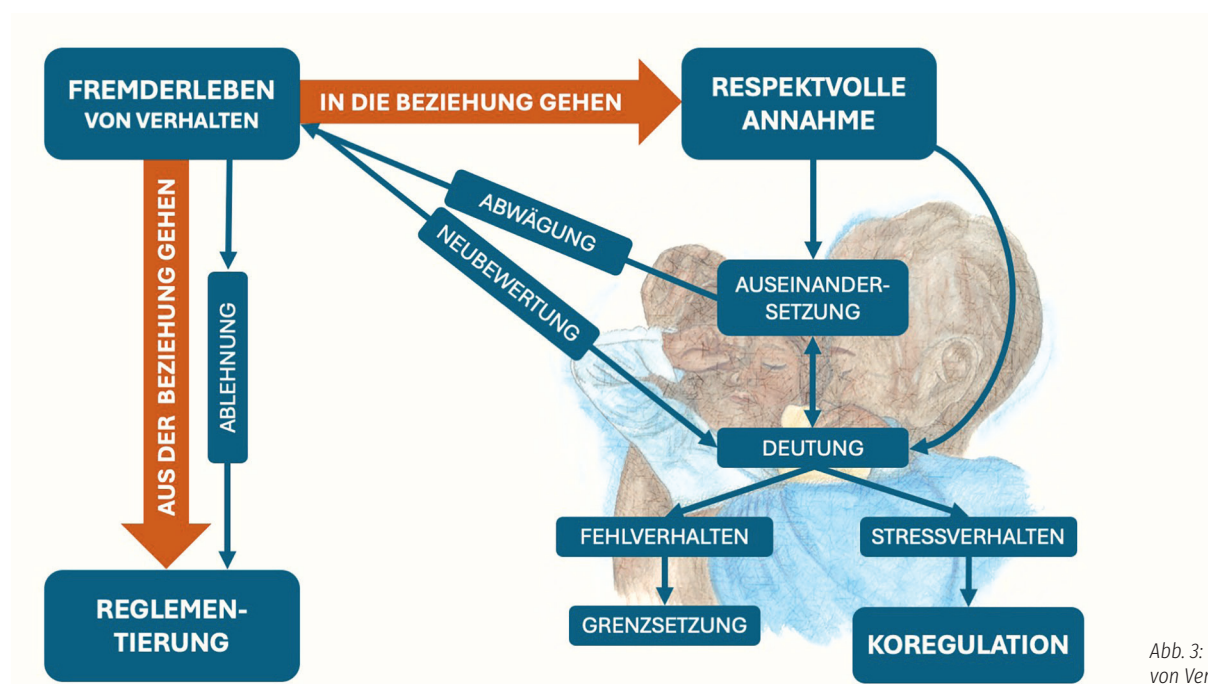 FREMDERLEBEN
VON VERHALTEN
IN DIE BEZIEHUNG GEHEN
RESPEKTVOLLE
ANNAHME
AUS DER BEZIEHUNG GEHEN
ABLEHNUNG
ABWÄGUNG
NEUBEWERTUNG
AUSEINANDER-
SETZUNG
DEUTUNG
FEHLVERHALTEN
STRESSVERHALTEN
REGLEMEN-
TIERUNG
GRENZSETZUNG
KOREGULATION
Abb. 3:
von